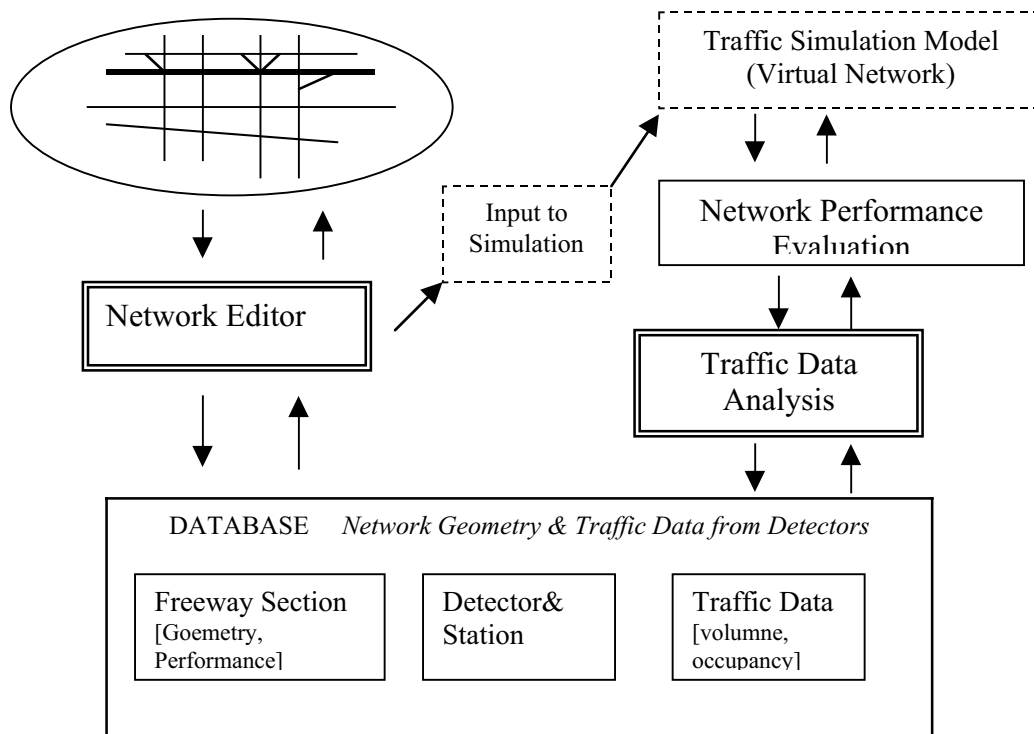 Traffic Simulation Model
(Virtual Network)
Input to
Simulation
Network Performance
Evaluation
Network Editor
Traffic Data
Analysis
DATABASE Network Geometry & Traffic Data from Detectors
Freeway Section
[Goemetry,
Performance]
Detector&
Station
Traffic Data
[volumne,
occupancy]